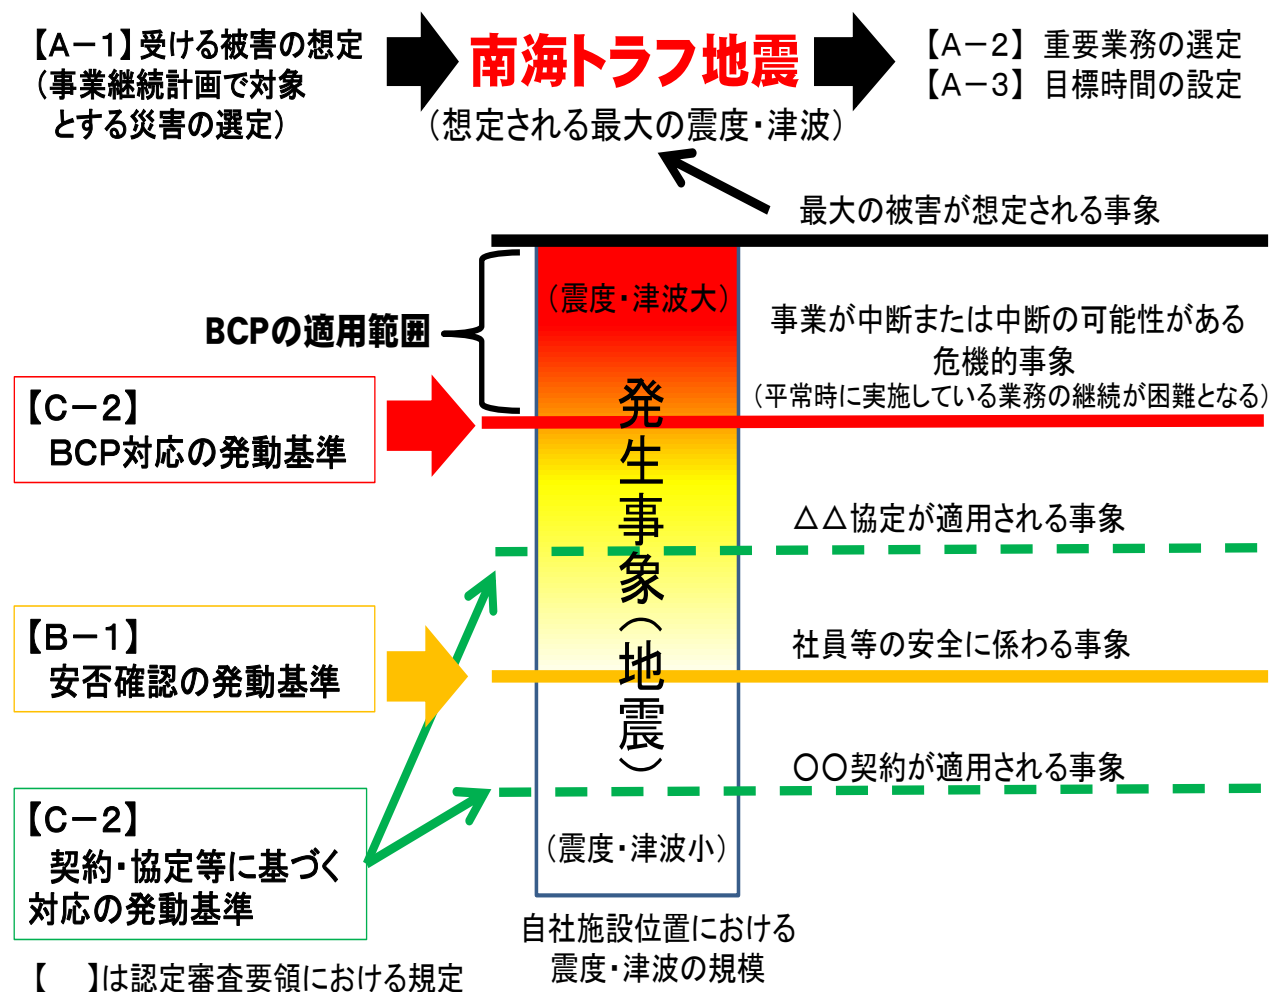 【A－1】受ける被害の想定
（事業継続計画で対象
とする災害の選定）
南海トラフ地震
（想定される最大の震度・津波）
【A－2】 重要業務の選定
【A－3】 目標時間の設定
最大の被害が想定される事象
（震度・津波大）
BCPの適用範囲
事業が中断または中断の可能性がある
危機的事象
（平常時に実施している業務の継続が困難となる）
【C－2】
BCP対応の発動基準
発生事象（地震）
△△協定が適用される事象
【B－1】
安否確認の発動基準
社員等の安全に係わる事象
〇〇契約が適用される事象
【C－2】
契約・協定等に基づく
対応の発動基準
（震度・津波小）
自社施設位置における
震度・津波の規模
【　】は認定審査要領における規定